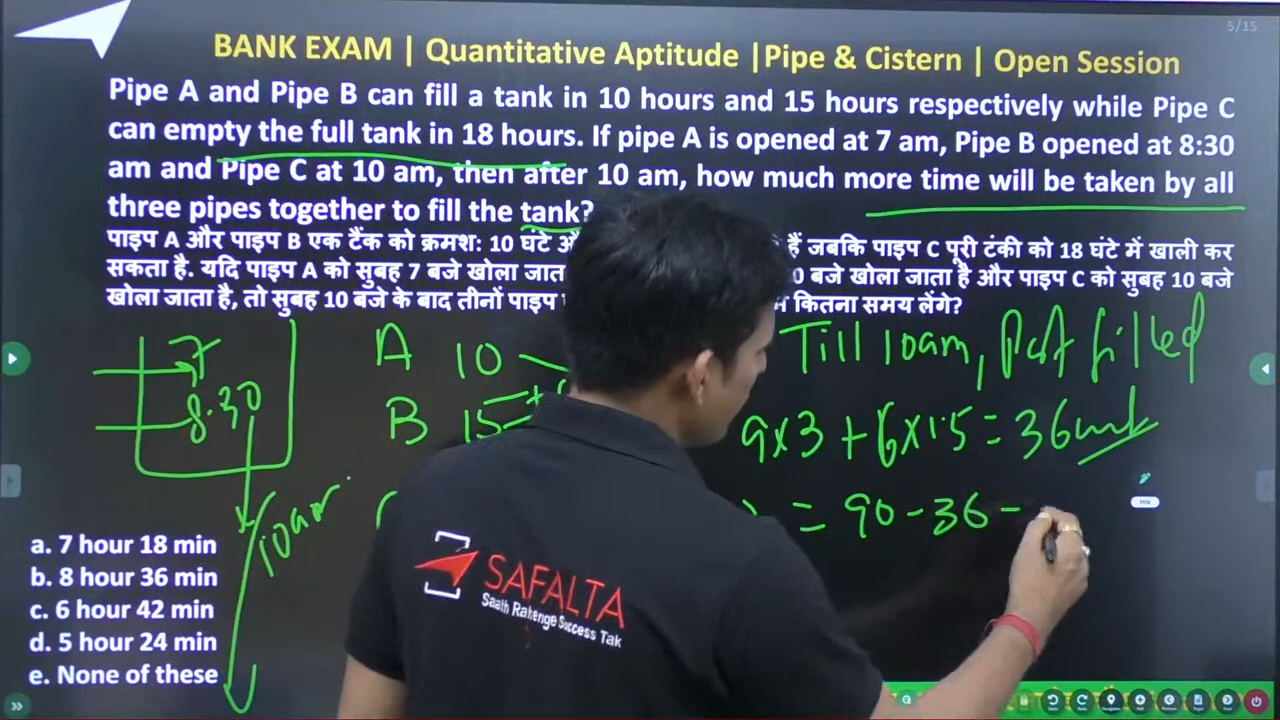 5/15
BANK EXAM | Quantitative Aptitude |Pipe & Cistern | Open Session
Pipe A and Pipe B can fill a tank in 10 hours and 15 hours respectively while Pipe C
can empty the full tank in 18 hours. If pipe A is opened at 7 am, Pipe B opened at 8:30
am and Pipe C at 10 am, then after 10 am, how much more time will be taken by all
three pipes together to fill the tank?
पाइप A और पाइप B एक टैंक को क्रमश: 10 घंटे हैं जबकि पाइप C पूरी टंकी को 18 घंटे में खाली कर
सकता है. यदि पाइप A को सुबह 7 बजे खोला 0 बजे खोला जाता है और पाइप C को सुबह 10 बजे
खोला जाता है, तो सुबह 10 बजे के बाद तीनों पाइप कितना समय लेंगे?
7
8.30
10am
A 10
B 15
Till 10am, Part filled
9x3 + 6x1.5 = 36unit
= 90 - 36 -
a. 7 hour 18 min
b. 8 hour 36 min
c. 6 hour 42 min
d. 5 hour 24 min
e. None of these
SAFALTA
Saath Rahenge Success Tak